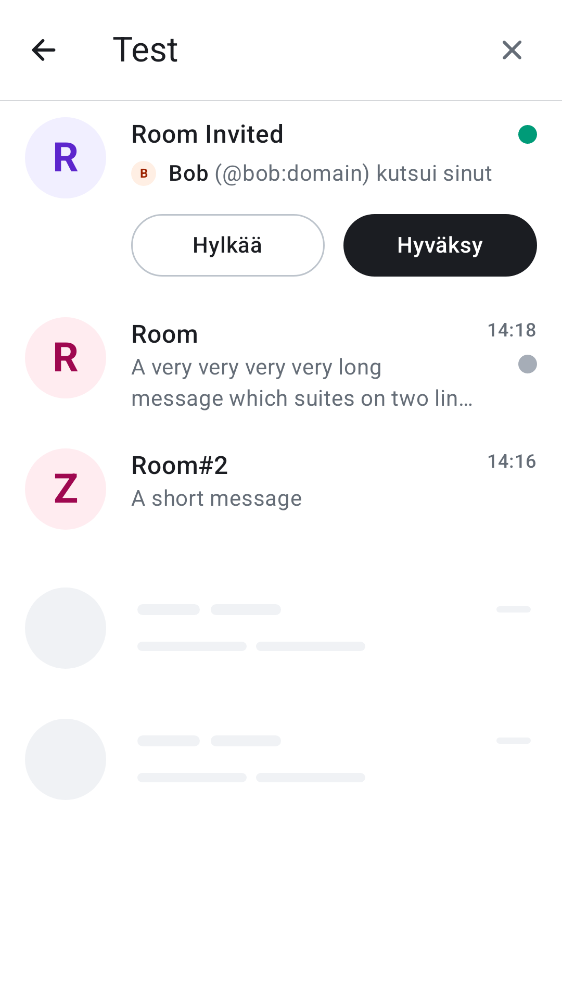 Test
R
Room Invited
B Bob (@bob:domain) kutsui sinut
Hylkää
Hyväksy
R
Room
14:18
A very very very very long
message which suites on two lin…
Z
Room#2
14:16
A short message